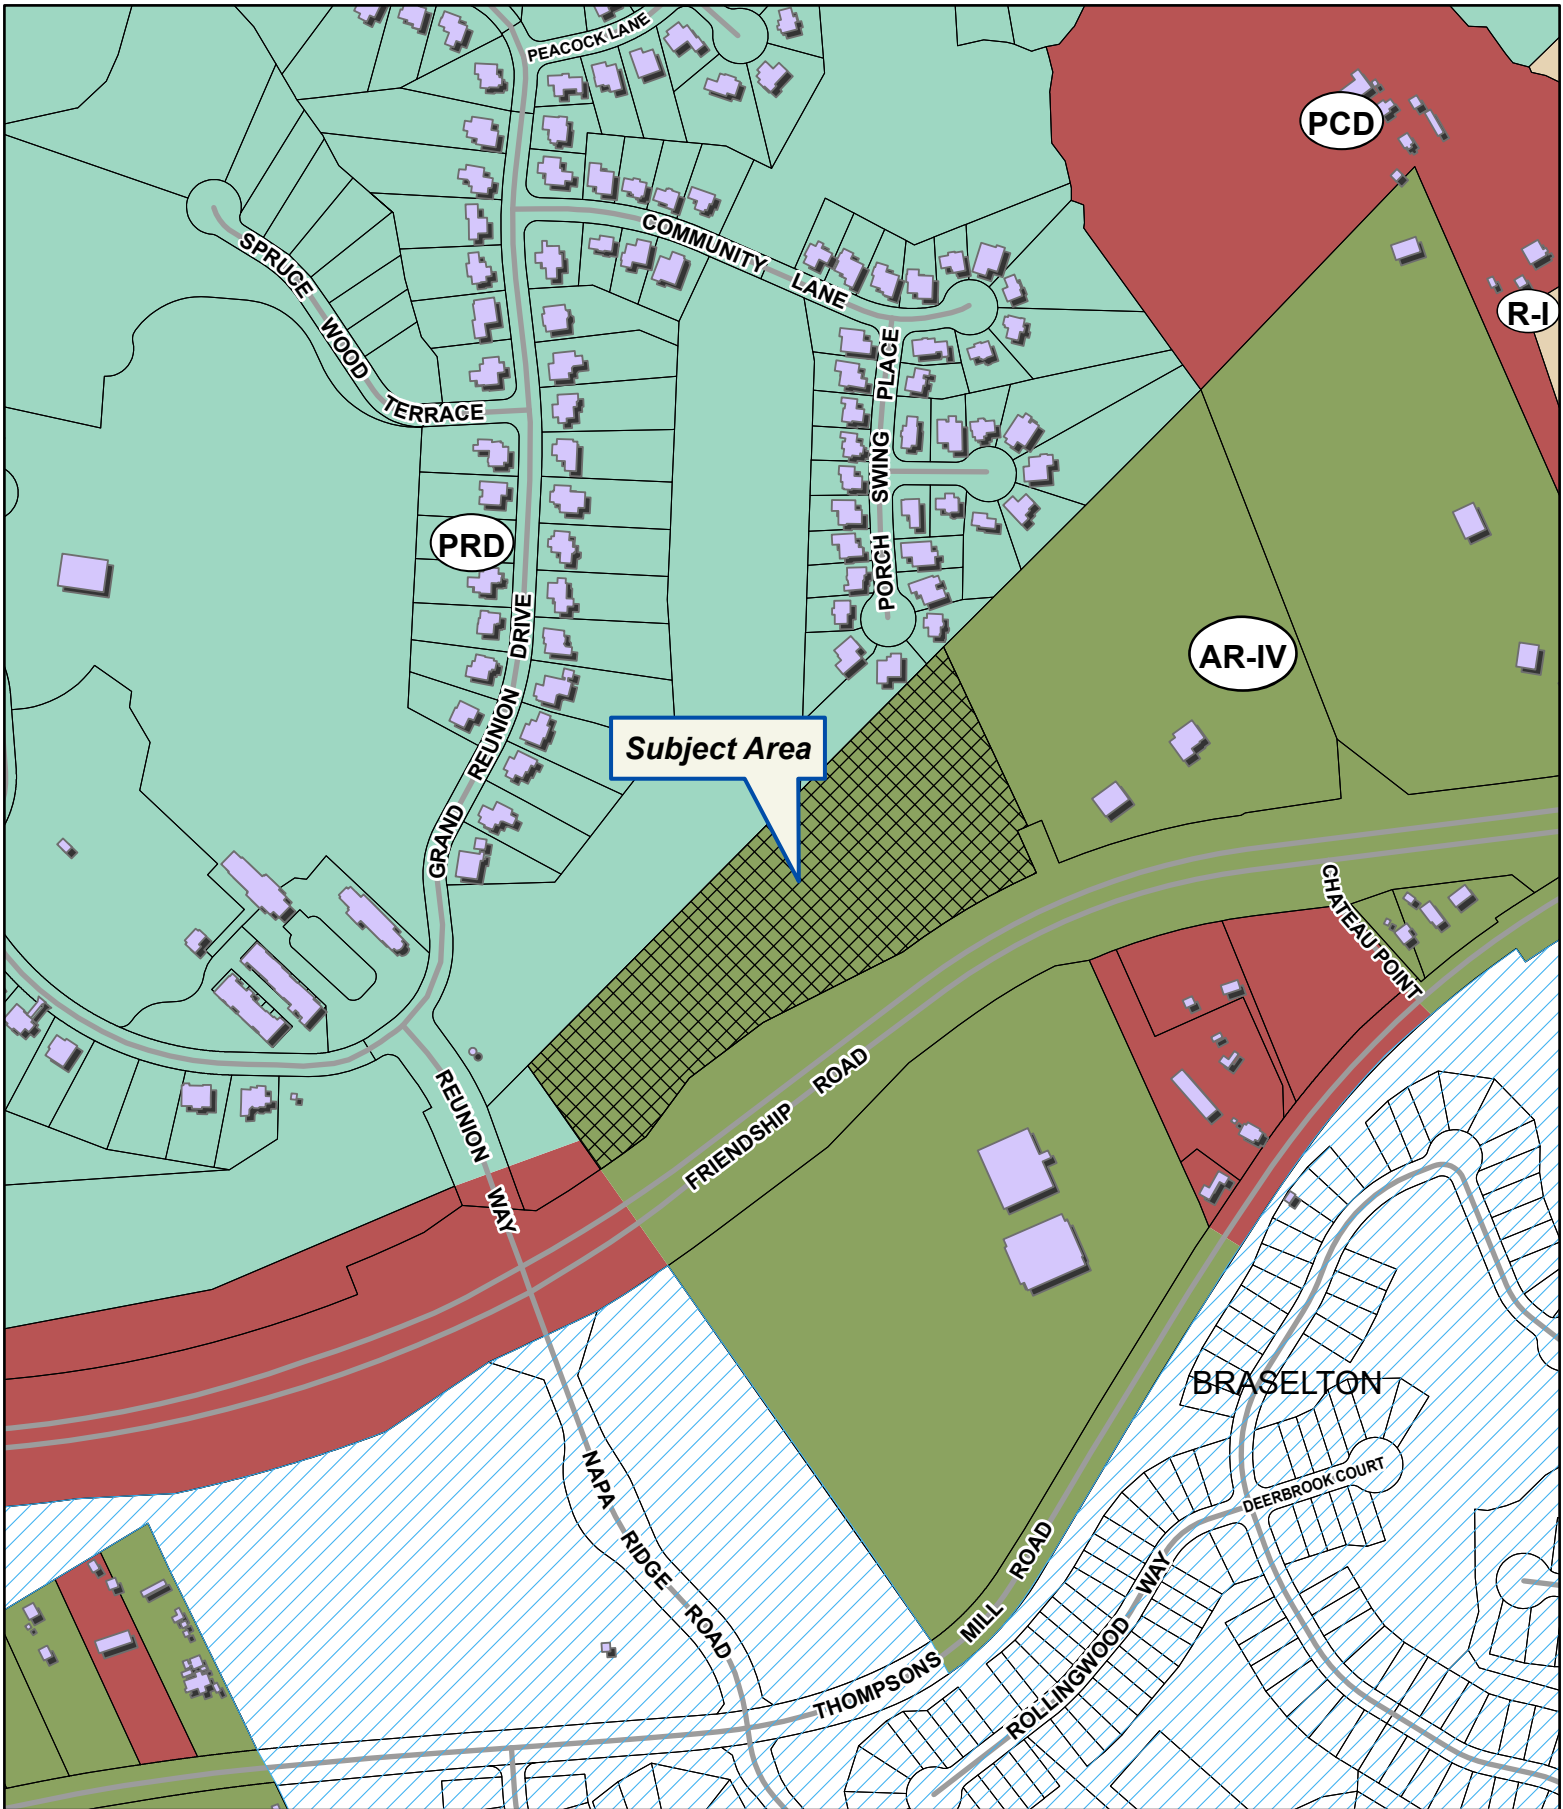 PEACOCK LANE
PCD
COMMUNITY LANE
SPRUCE WOOD TERRACE
R-I
PORCH SWING PLACE
PRD
GRAND REUNION DRIVE
AR-IV
Subject Area
CHATEAU POINT
REUNION WAY
FRIENDSHIP ROAD
BRASELTON
DEERBROOK COURT
NAPA RIDGE ROAD
THOMPSONS MILL ROAD
ROLLINGWOOD WAY